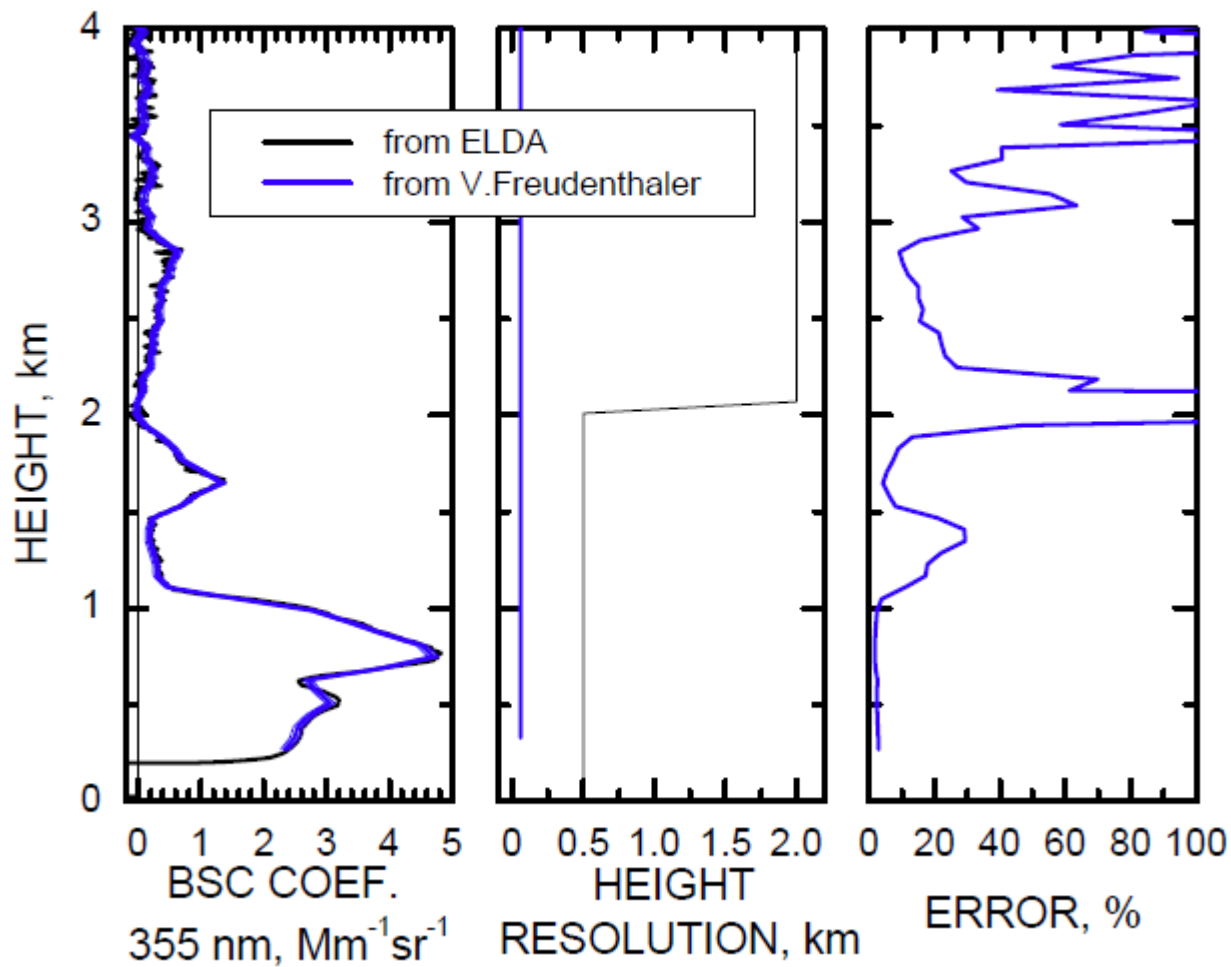 4
3
2
1
0
HEIGHT, km
from ELDA
from V.Freudenthaler
0 1 2 3 4 5
BSC COEF.
355 nm, Mm⁻¹sr⁻¹
0 0.5 1.0 1.5 2.0
HEIGHT
RESOLUTION, km
0 20 40 60 80 100
ERROR, %